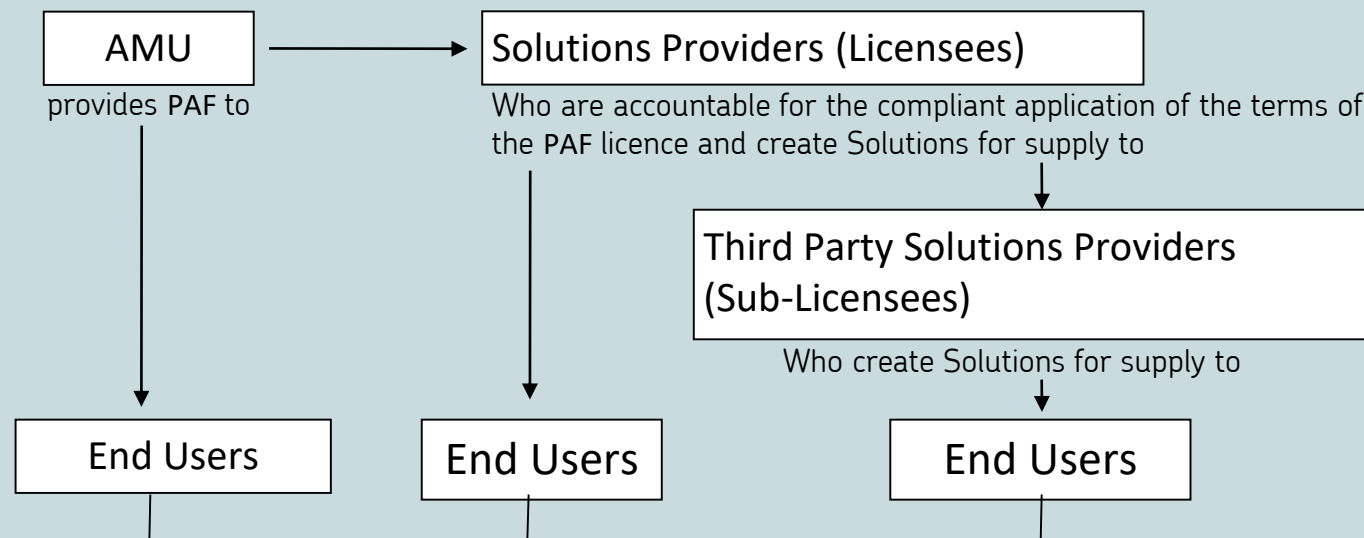 AMU
Solutions Providers (Licensees)
provides PAF to
Who are accountable for the compliant application of the terms of
the PAF licence and create Solutions for supply to
Third Party Solutions Providers
(Sub-Licensees)
Who create Solutions for supply to
End Users
End Users
End Users